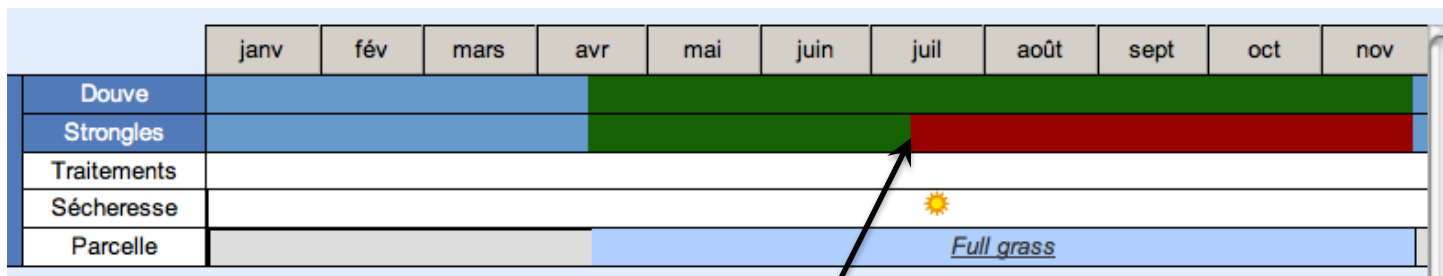 janv fév mars avr mai juin juil août sept oct nov
Douve
Strongles
Traitements
Sécheresse
Parcelle Full grass